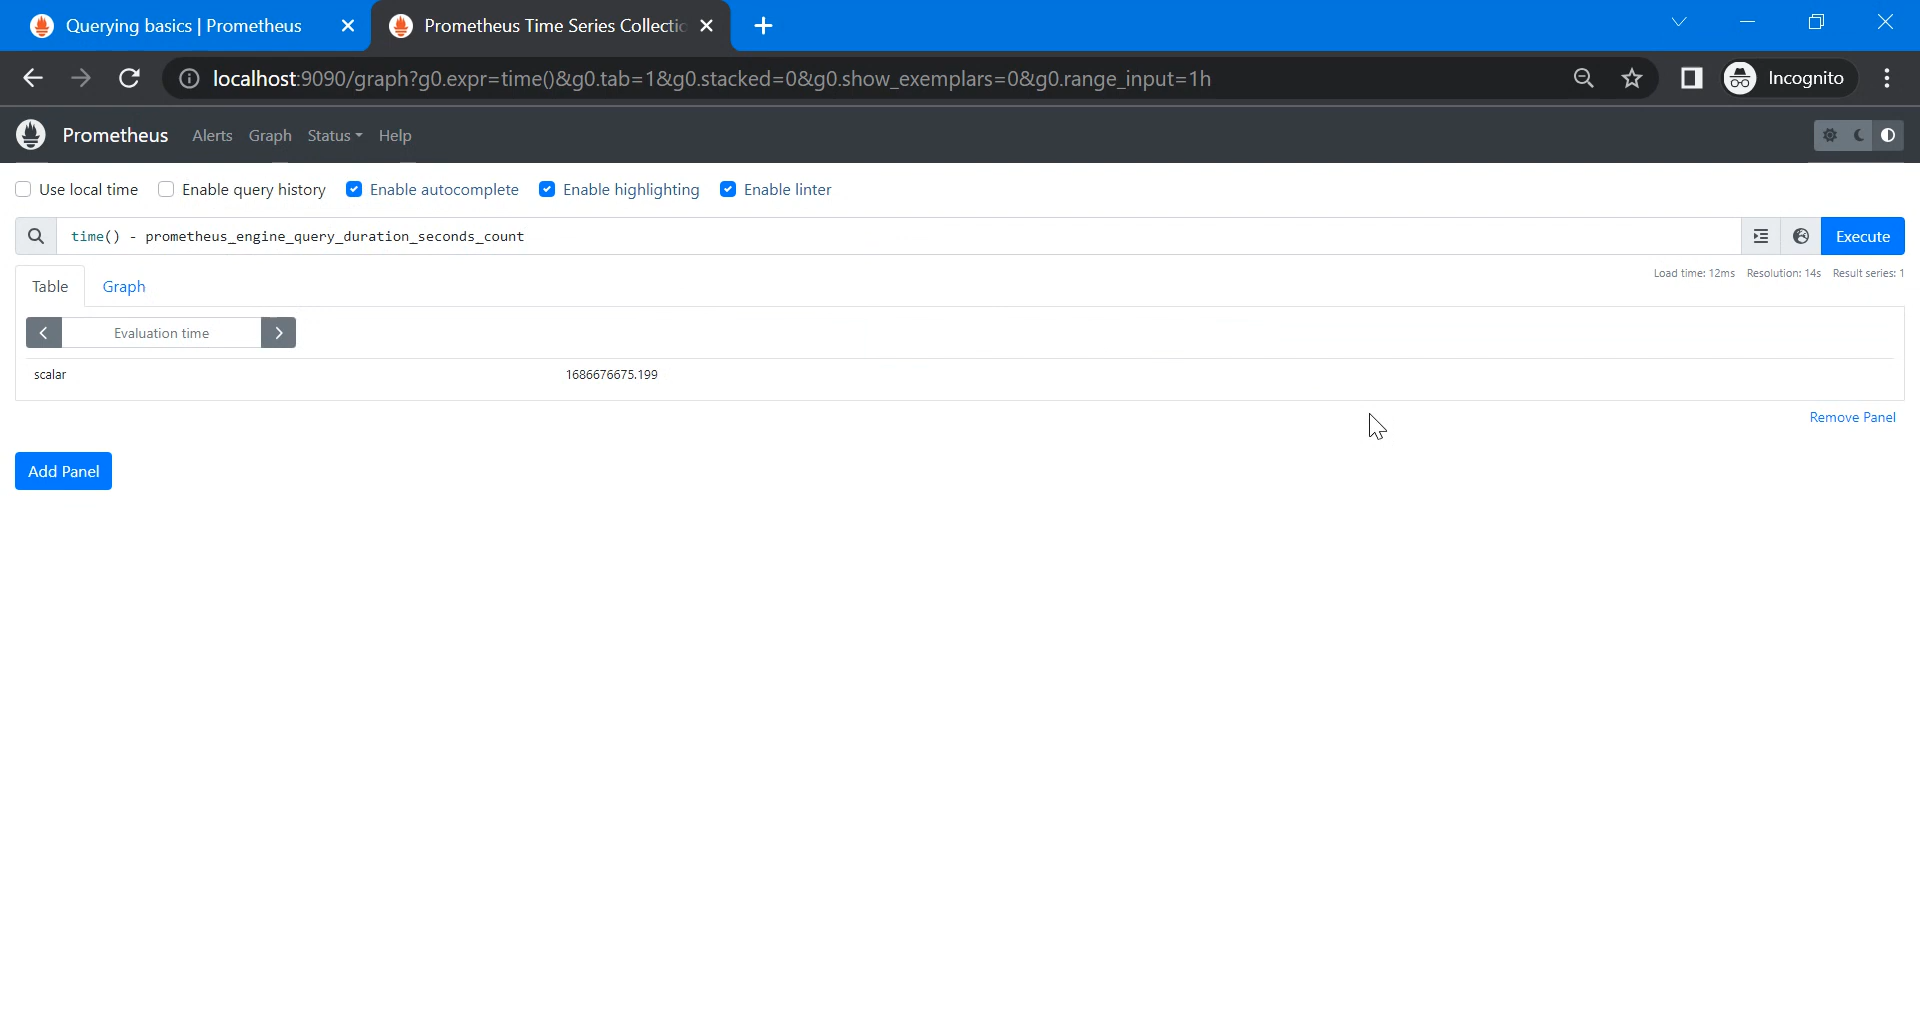 Querying basics | Prometheus
Prometheus Time Series Collectio
localhost:9090/graph?g0.expr=time()&g0.tab=1&g0.stacked=0&g0.show_exemplars=0&g0.range_input=1h
Incognito
Prometheus Alerts Graph Status Help
Use local time Enable query history Enable autocomplete Enable highlighting Enable linter
time() - prometheus_engine_query_duration_seconds_count
Execute
Table Graph
Load time: 12ms Resolution: 14s Result series: 1
Evaluation time
scalar 1686676675.199
Remove Panel
Add Panel